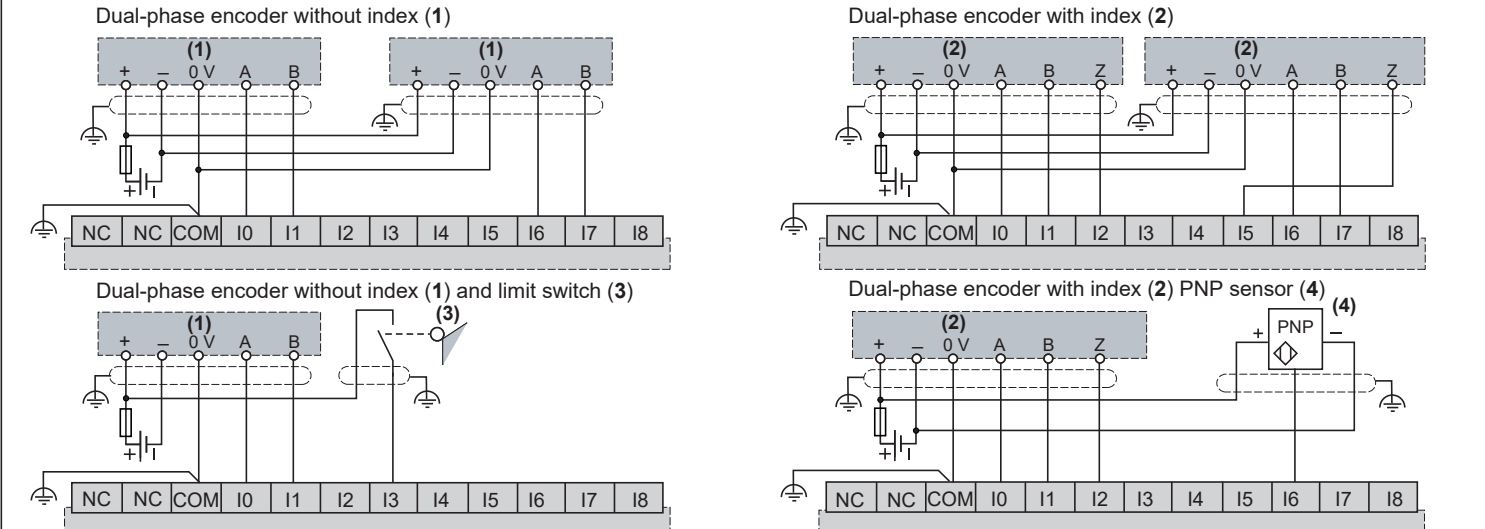 Dual-phase encoder without index (1)
(1) (1)
+ – 0 V A B + – 0 V A B
+ –
NC NC COM I0 I1 I2 I3 I4 I5 I6 I7 I8
Dual-phase encoder with index (2)
(2) (2)
+ – 0 V A B Z + – 0 V A B Z
+ –
NC NC COM I0 I1 I2 I3 I4 I5 I6 I7 I8
Dual-phase encoder without index (1) and limit switch (3)
(1) (3)
+ – 0 V A B
+ –
NC NC COM I0 I1 I2 I3 I4 I5 I6 I7 I8
Dual-phase encoder with index (2) PNP sensor (4)
(2) (4)
+ PNP –
+ – 0 V A B Z
+ –
NC NC COM I0 I1 I2 I3 I4 I5 I6 I7 I8